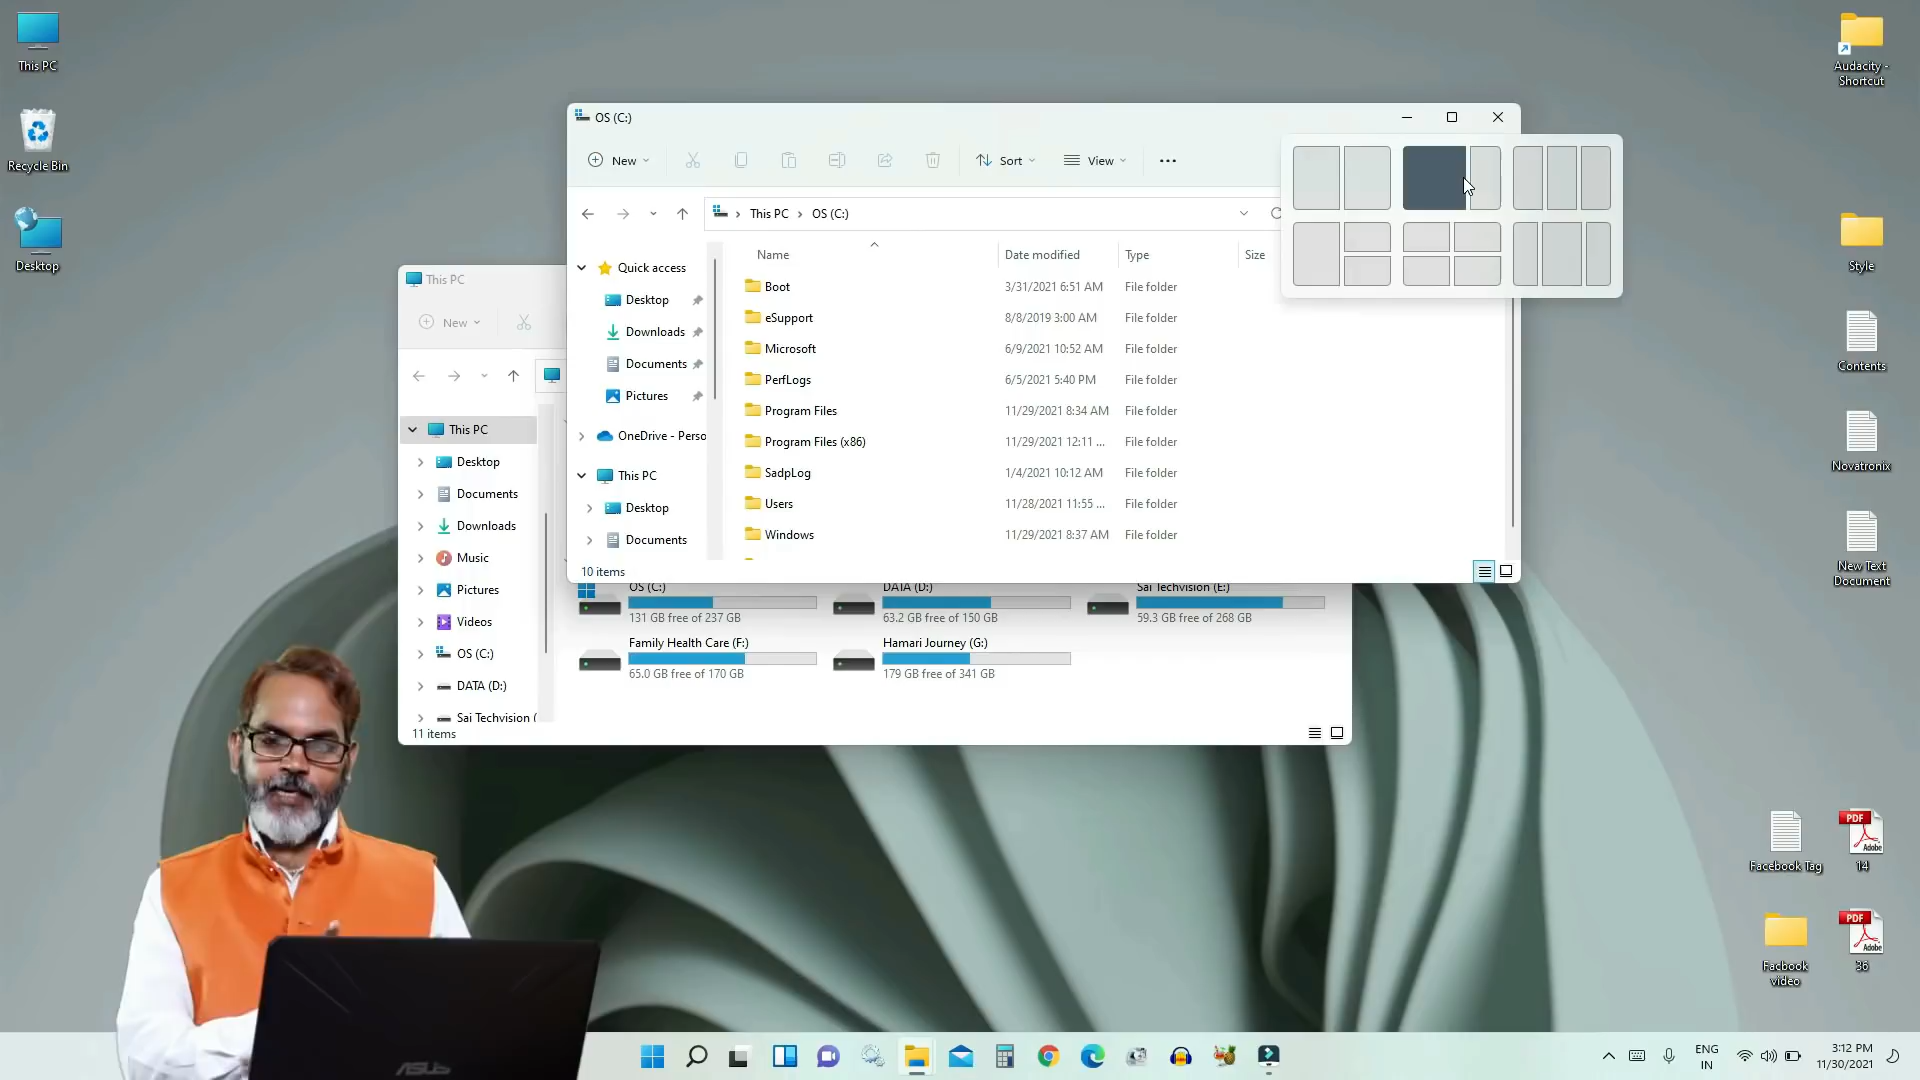 This PC
Recycle Bin
Desktop
Audacity -
Shortcut
Style
Contents
Novatronix
New Text
Document
Facebook Tag
14
Facbook
video
36
PDF
Adobe
PDF
Adobe
OS (C:)
New
Sort
View
This PC
OS (C:)
Name
Date modified
Type
Size
Quick access
Desktop
Downloads
Documents
Pictures
OneDrive - Perso
This PC
Desktop
Documents
Boot 3/31/2021 6:51 AM File folder
eSupport 8/8/2019 3:00 AM File folder
Microsoft 6/9/2021 10:52 AM File folder
PerfLogs 6/5/2021 5:40 PM File folder
Program Files 11/29/2021 8:34 AM File folder
Program Files (x86) 11/29/2021 12:11 ... File folder
SadpLog 1/4/2021 10:12 AM File folder
Users 11/28/2021 11:55 ... File folder
Windows 11/29/2021 8:37 AM File folder
10 items
This PC
New
This PC
Desktop
Documents
Downloads
Music
Pictures
Videos
OS (C:)
DATA (D:)
Sai Techvision (
11 items
OS (C:)
131 GB free of 237 GB
DATA (D:)
63.2 GB free of 150 GB
Sai Techvision (E:)
59.3 GB free of 268 GB
Family Health Care (F:)
65.0 GB free of 170 GB
Hamari Journey (G:)
179 GB free of 341 GB
ASUS
ENG
IN
3:12 PM
11/30/2021